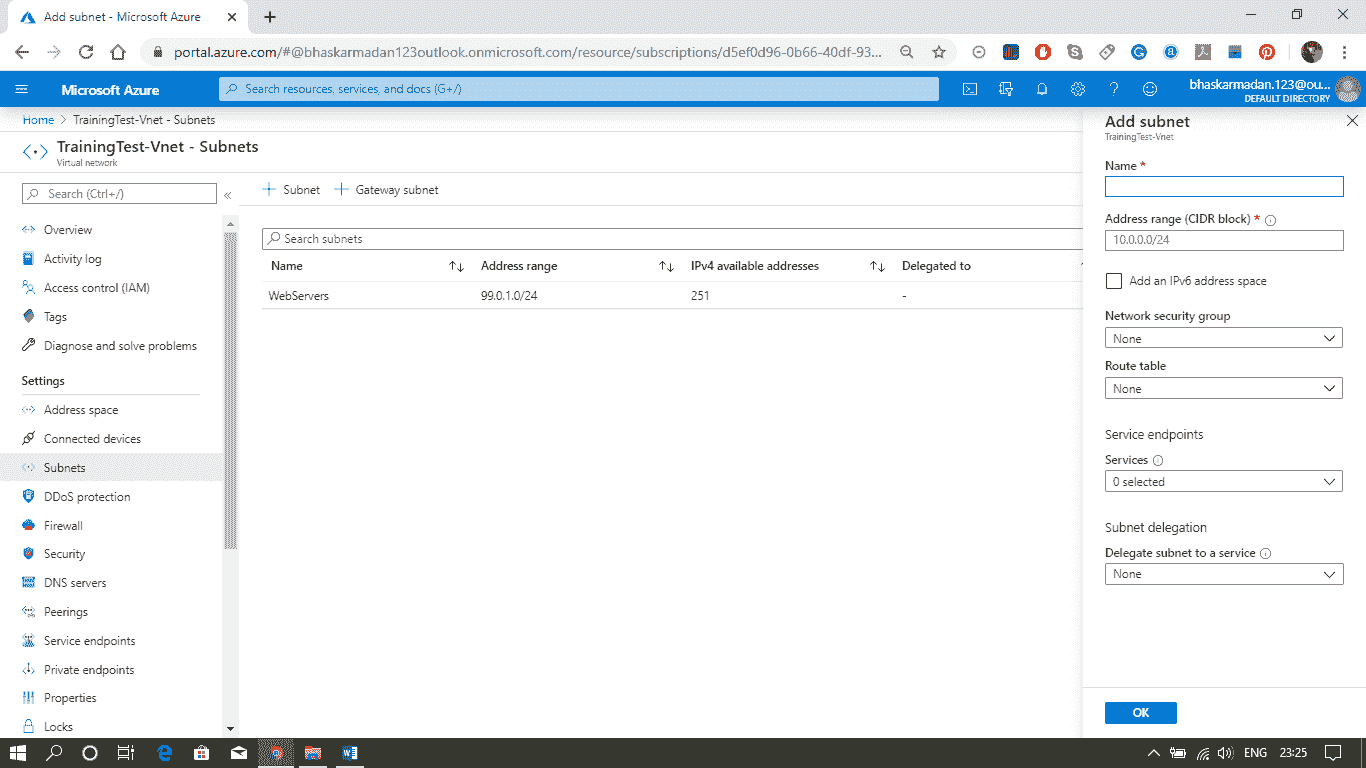 Add subnet - Microsoft Azure
portal.azure.com/#@bhaskarmadan123outlook.onmicrosoft.com/resource/subscriptions/d5ef0d96-0b66-40df-93...
Microsoft Azure
Search resources, services, and docs (G+/)
bhaskarmadan.123@ou...
DEFAULT DIRECTORY
Home > TrainingTest-Vnet - Subnets
TrainingTest-Vnet - Subnets
Virtual network
Search (Ctrl+/)
Overview
Activity log
Access control (IAM)
Tags
Diagnose and solve problems
Settings
Address space
Connected devices
Subnets
DDoS protection
Firewall
Security
DNS servers
Peerings
Service endpoints
Private endpoints
Properties
Locks
+ Subnet + Gateway subnet
Search subnets
Name Address range IPv4 available addresses Delegated to
WebServers 99.0.1.0/24 251 -
Add subnet
TrainingTest-Vnet
Name *
Address range (CIDR block) *
10.0.0.0/24
Add an IPv6 address space
Network security group
None
Route table
None
Service endpoints
Services
0 selected
Subnet delegation
Delegate subnet to a service
None
OK
ENG 23:25